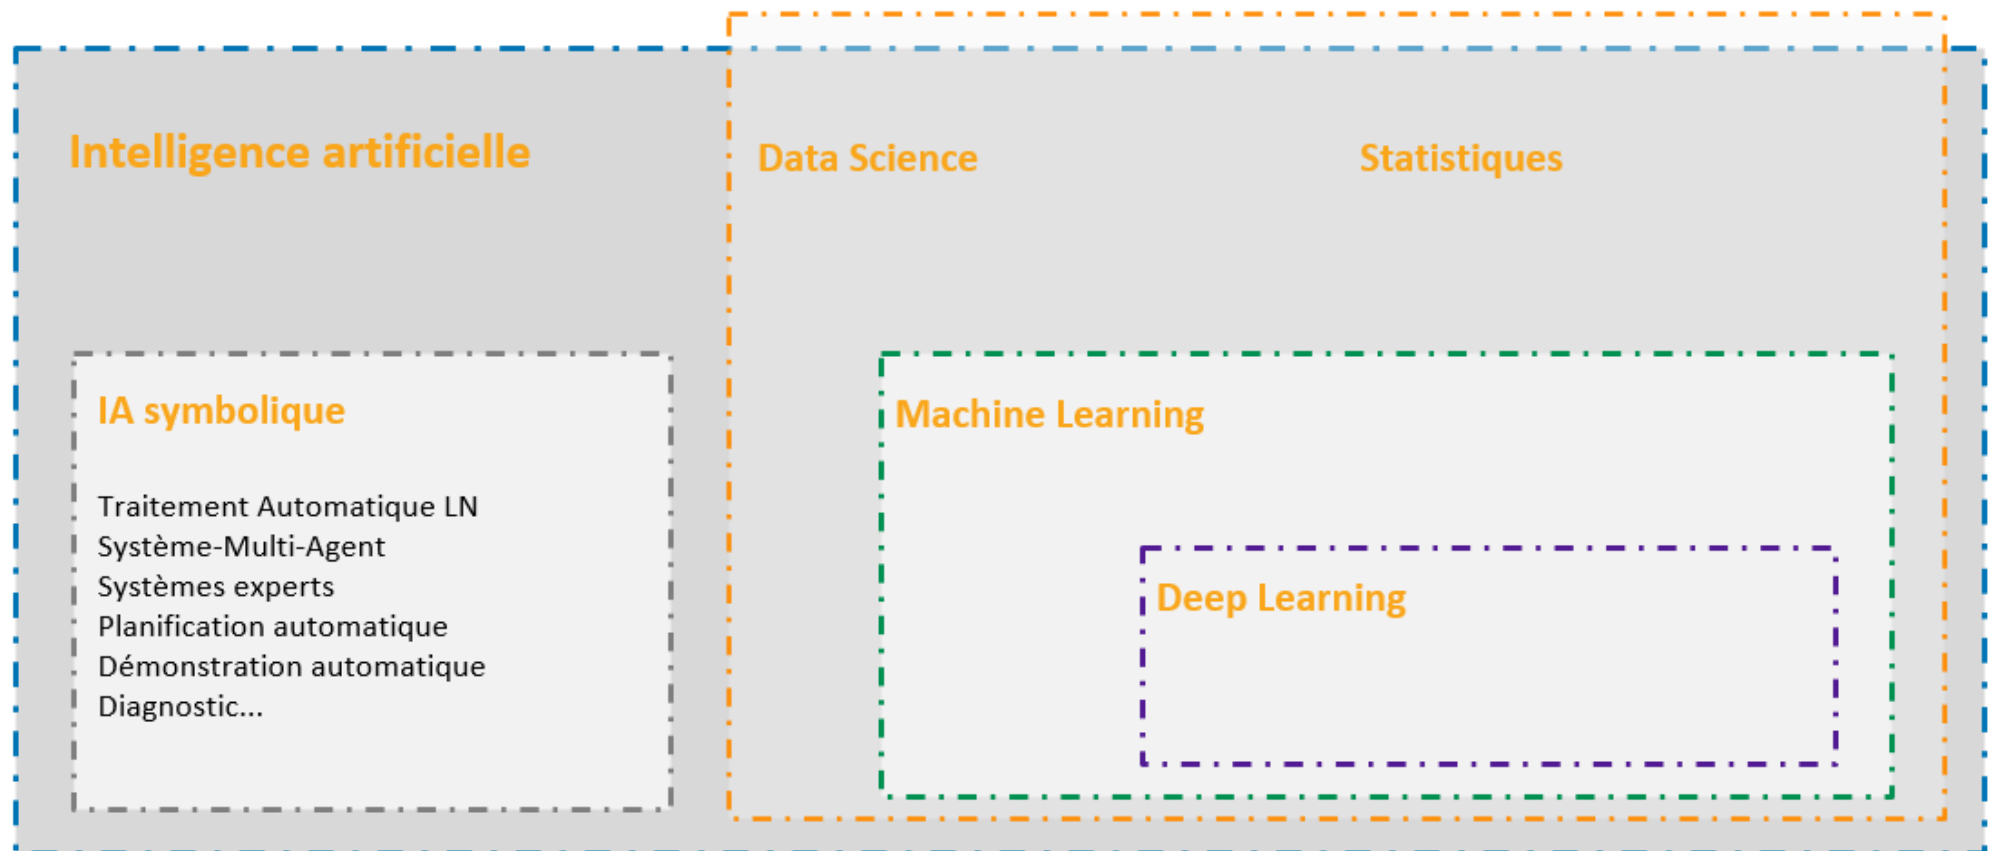 Intelligence artificielle
Data Science
Statistiques
IA symbolique
Traitement Automatique LN
Système-Multi-Agent
Systèmes experts
Planification automatique
Démonstration automatique
Diagnostic...
Machine Learning
Deep Learning